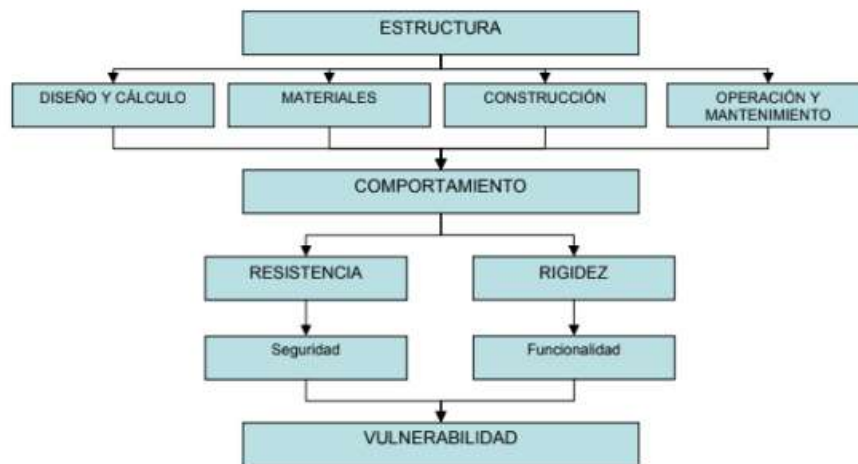 ESTRUCTURA
DISEÑO Y CÁLCULO
MATERIALES
CONSTRUCCIÓN
OPERACIÓN Y
MANTENIMIENTO
COMPORTAMIENTO
RESISTENCIA
RIGIDEZ
Seguridad
Funcionalidad
VULNERABILIDAD